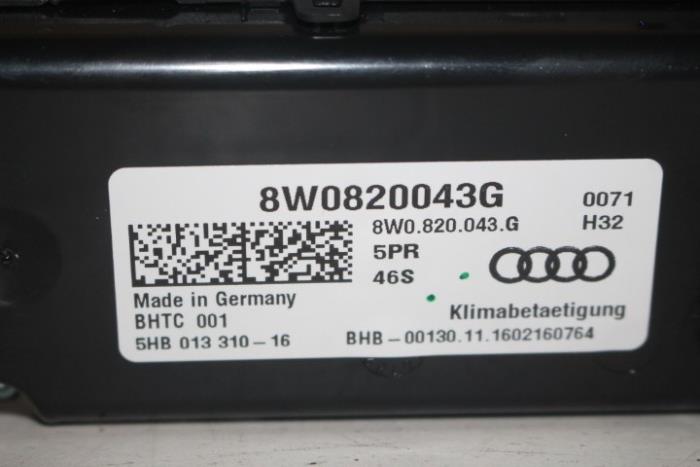 8W0820043G 0071
8W0.820.043.G H32
5PR
46S
Made in Germany
BHTC 001
Klimabetaetigung
5HB 013 310-16 BHB-00130.11.1602160764